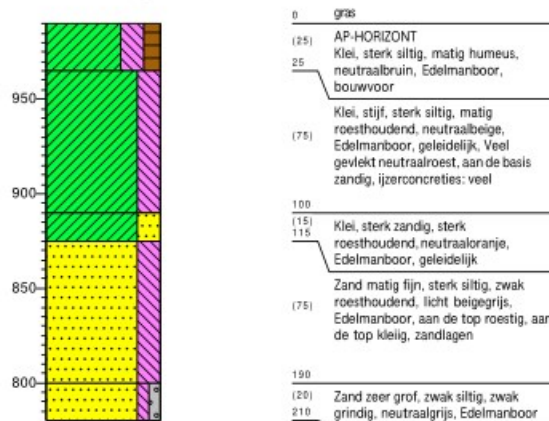 950
900
850
800
0 gras
(25) AP-HORIZONT
Klei, sterk siltig, matig humeus,
25 neutraalbruin, Edelmanboor,
bouwvoor
Klei, stijf, sterk siltig, matig
(75) roesthoudend, neutraalbeige,
Edelmanboor, geleidelijk, Veel
gevlekt neutraalroest, aan de basis
zandig, ijzerconcreties: veel
100
(15) Klei, sterk zandig, sterk
115 roesthoudend, neutraaloranje,
Edelmanboor, geleidelijk
Zand matig fijn, sterk siltig, zwak
(75) roesthoudend, licht beigegrijs,
Edelmanboor, aan de top roestig, aan
de top kleiig, zandlagen
190
(20) Zand zeer grof, zwak siltig, zwak
210 grindig, neutraalgrijs, Edelmanboor